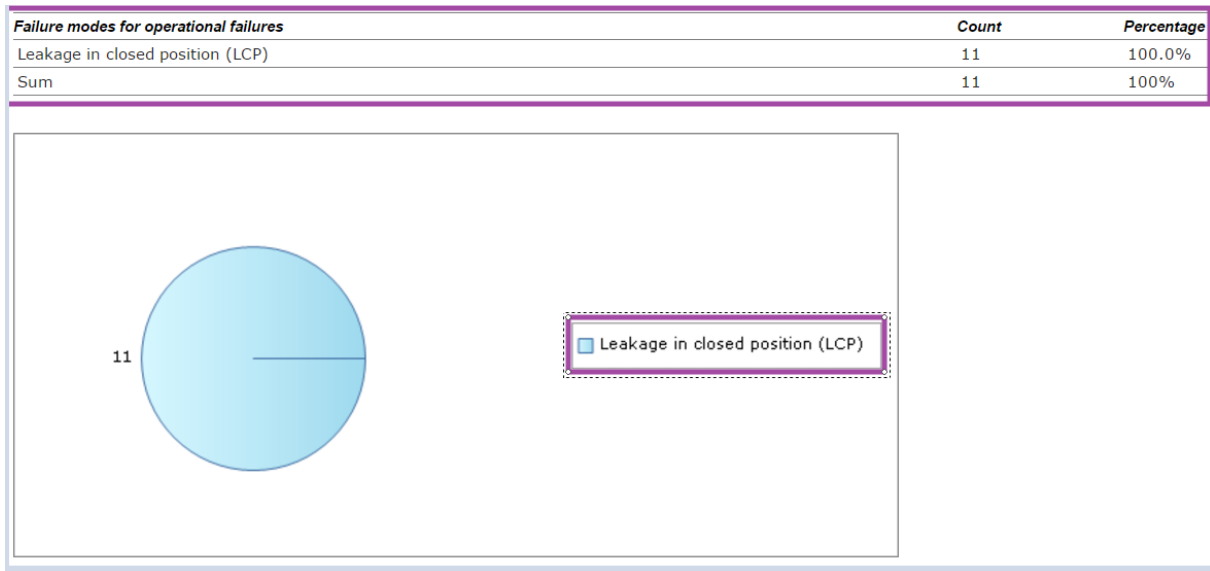 Failure modes for operational failures Count Percentage
Leakage in closed position (LCP) 11 100.0%
Sum 11 100%
11
Leakage in closed position (LCP)